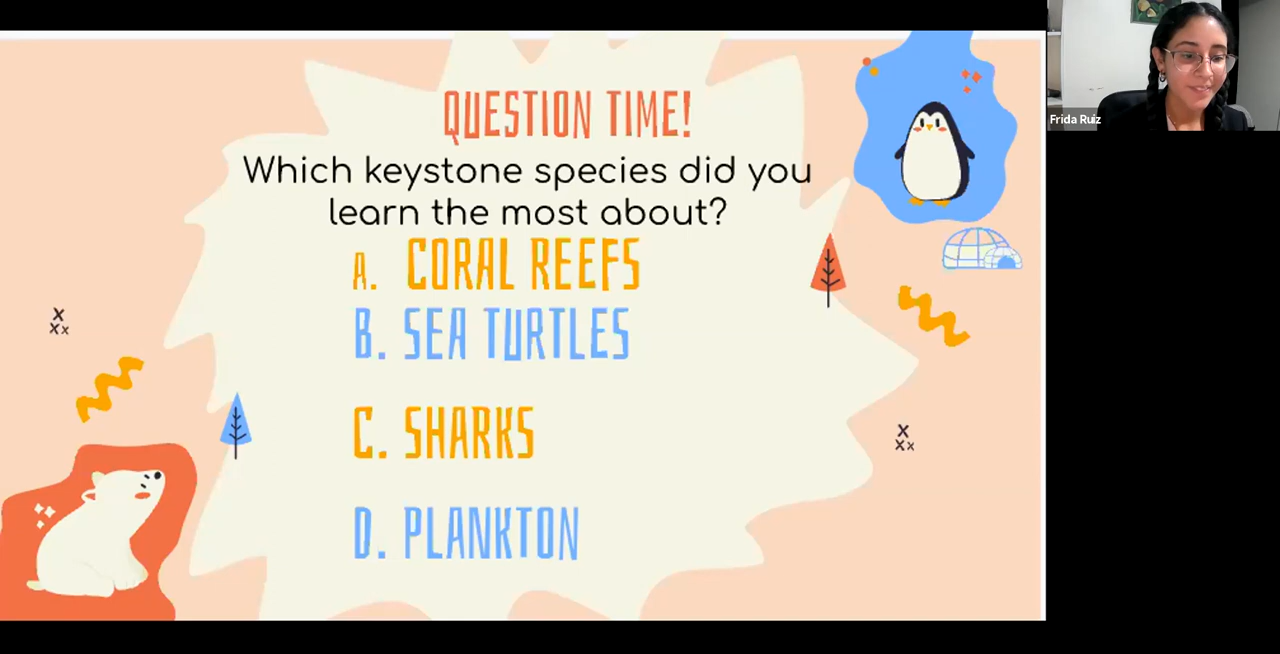 QUESTION TIME!
Which keystone species did you
learn the most about?
A. CORAL REEFS
B. SEA TURTLES
C. SHARKS
D. PLANKTON
Frida Ruiz